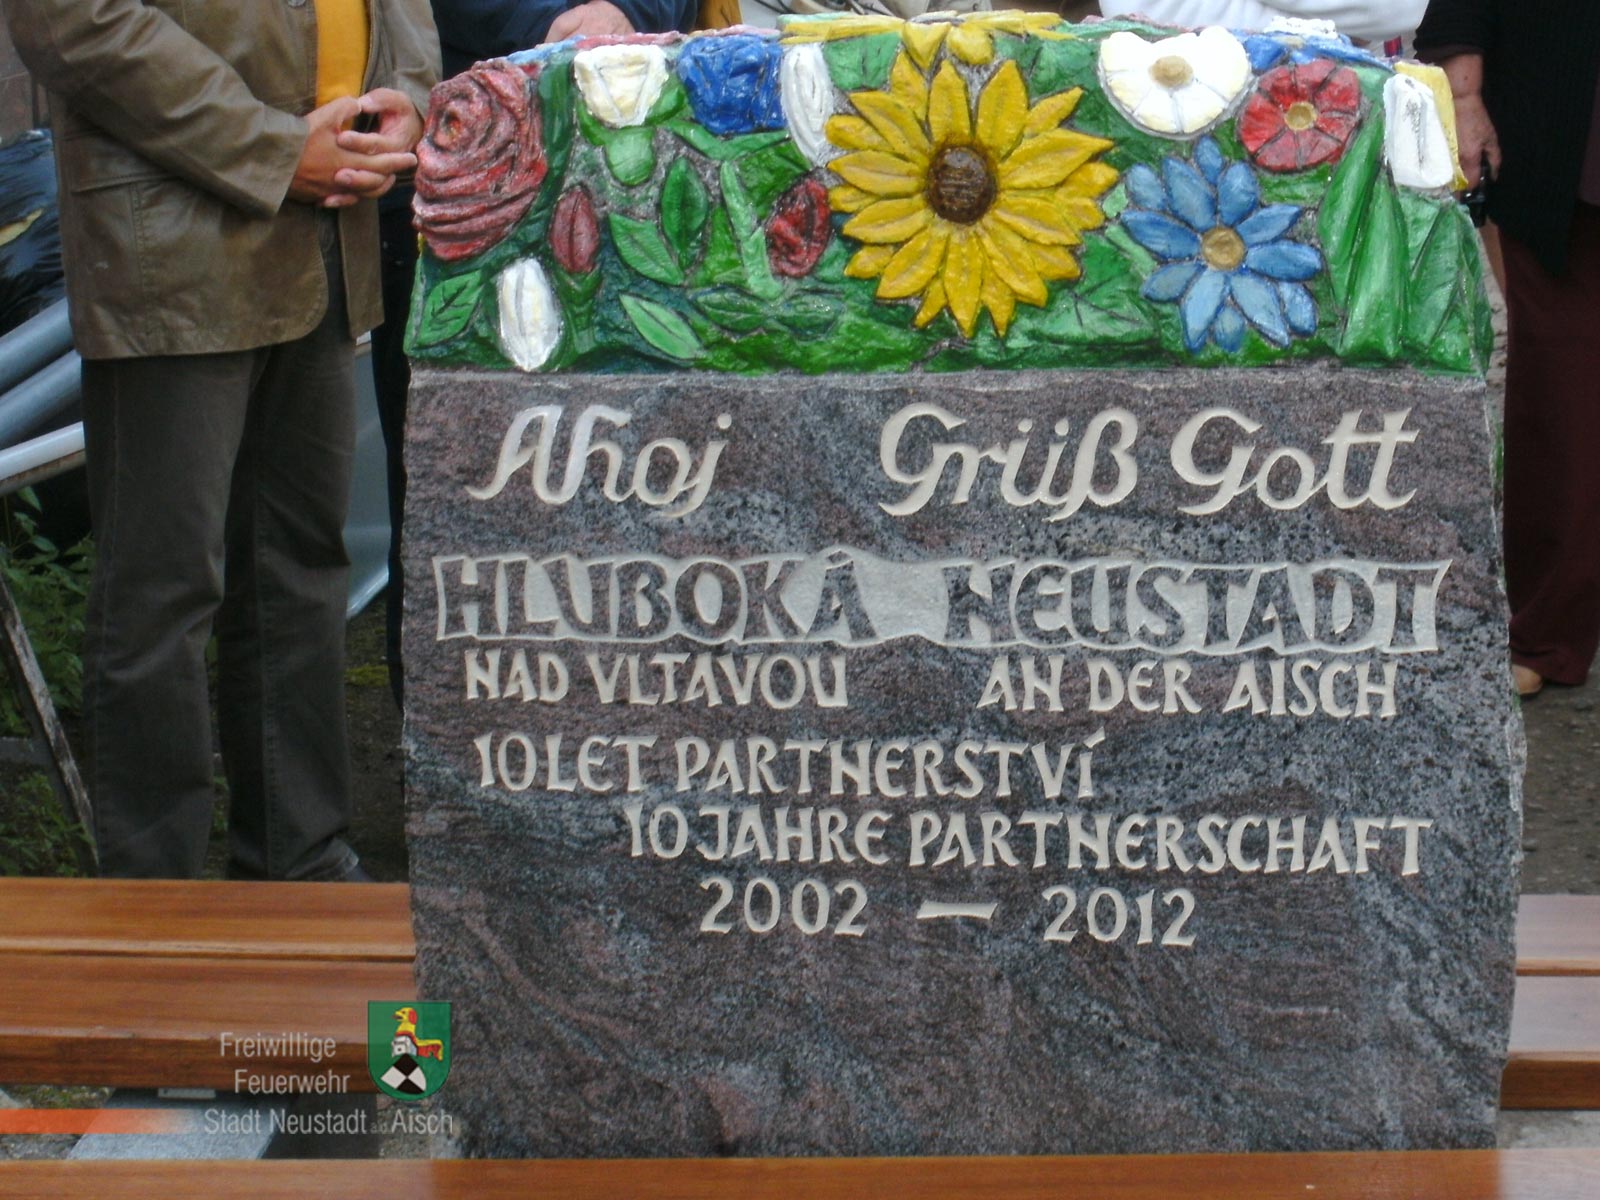 Ahoj Grüß Gott
HLUBOKÁ NEUSTADT
NAD VLTAVOU AN DER AISCH
10 LET PARTNERSTVÍ
10 JAHRE PARTNERSCHAFT
2002 — 2012
Freiwillige
Feuerwehr
Stadt Neustadt a.d. Aisch